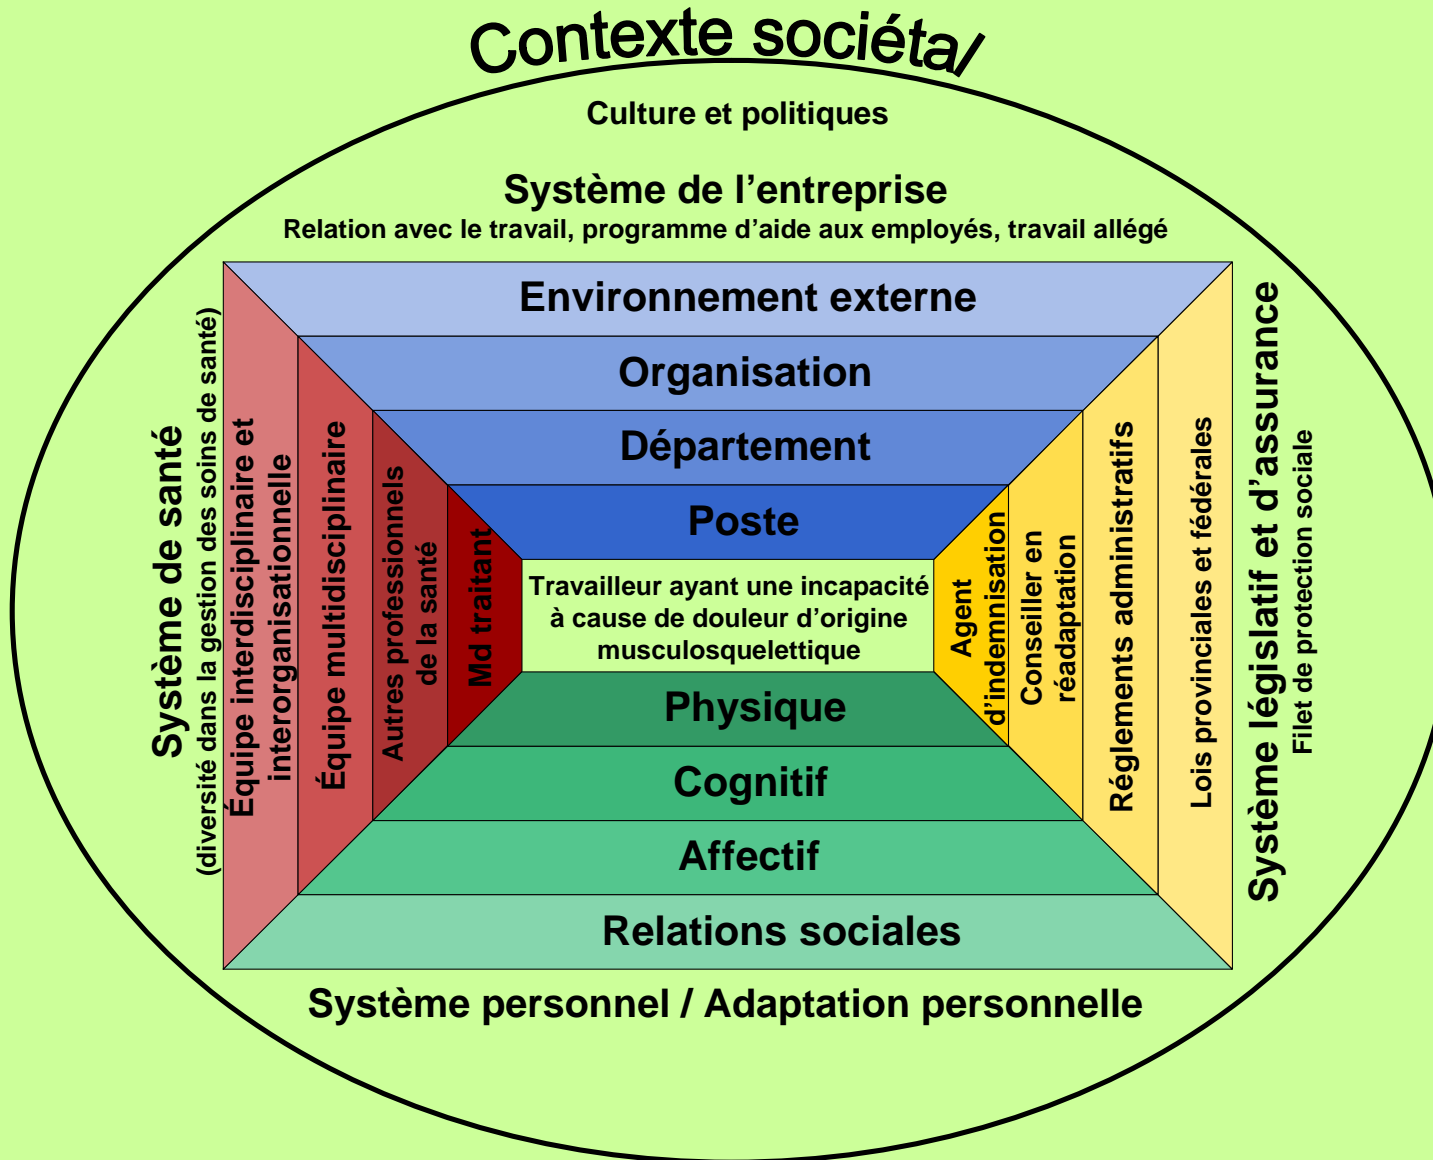 Contexte sociétal
Culture et politiques
Système de l'entreprise
Relation avec le travail, programme d'aide aux employés, travail allégé
Environnement externe
Organisation
Département
Poste
Système de santé
(diversité dans la gestion des soins de santé)
Équipe interdisciplinaire et
interorganisationnelle
Équipe multidisciplinaire
Autres professionnels
de la santé
Md traitant
Travailleur ayant une incapacité
à cause de douleur d'origine
musculosquelettique
Agent
d'indemnisation
Conseiller en
réadaptation
Réglements administratifs
Lois provinciales et fédérales
Système législatif et d'assurance
Filet de protection sociale
Physique
Cognitif
Affectif
Relations sociales
Système personnel / Adaptation personnelle